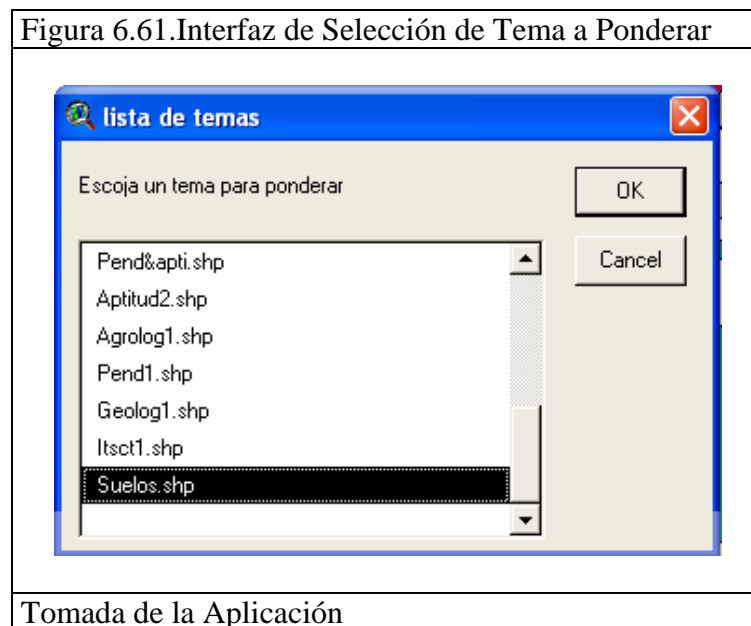 Figura 6.61.Interfaz de Selección de Tema a Ponderar
lista de temas
Escoja un tema para ponderar
OK
Cancel
Pend&apti.shp
Aptitud2.shp
Agrolog1.shp
Pend1.shp
Geolog1.shp
Itsct1.shp
Suelos.shp
Tomada de la Aplicación